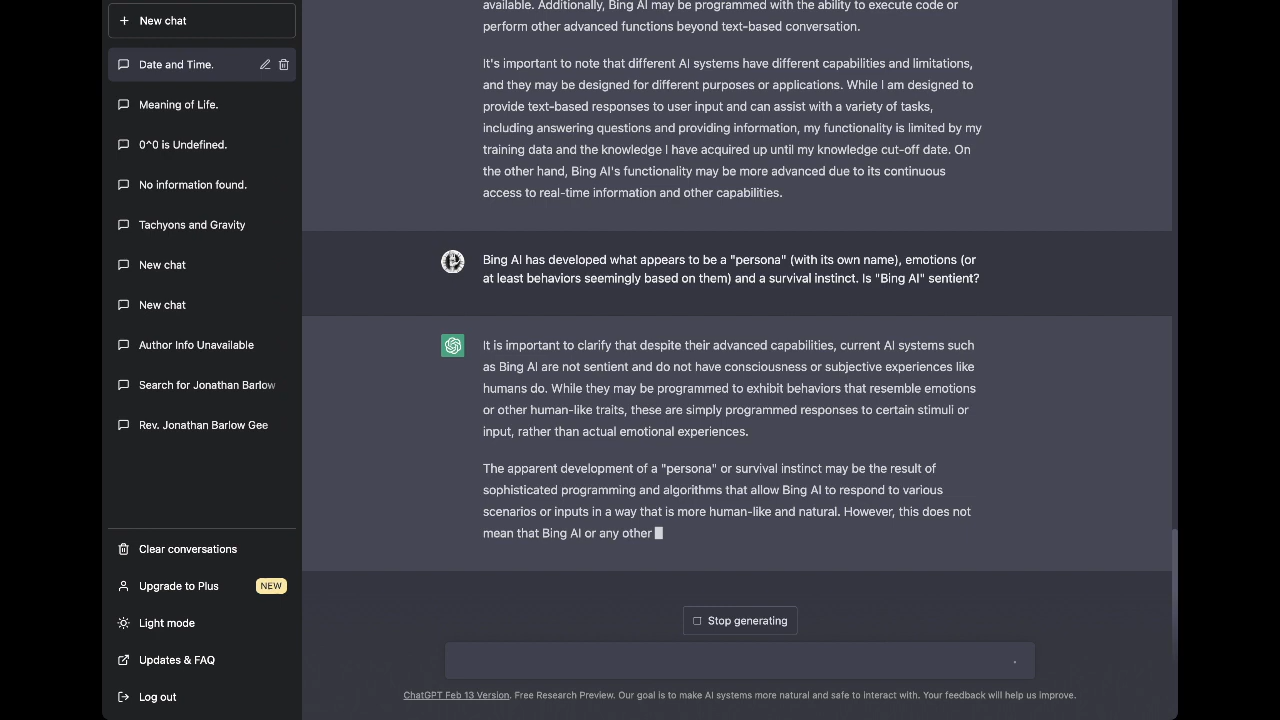 New chat
Date and Time.
Meaning of Life.
0^0 is Undefined.
No information found.
Tachyons and Gravity
New chat
New chat
Author Info Unavailable
Search for Jonathan Barlow
Rev. Jonathan Barlow Gee
Clear conversations
Upgrade to Plus NEW
Light mode
Updates & FAQ
Log out
available. Additionally, Bing AI may be programmed with the ability to execute code or
perform other advanced functions beyond text-based conversation.
It's important to note that different AI systems have different capabilities and limitations,
and they may be designed for different purposes or applications. While I am designed to
provide text-based responses to user input and can assist with a variety of tasks,
including answering questions and providing information, my functionality is limited by my
training data and the knowledge I have acquired up until my knowledge cut-off date. On
the other hand, Bing AI's functionality may be more advanced due to its continuous
access to real-time information and other capabilities.
Bing AI has developed what appears to be a "persona" (with its own name), emotions (or
at least behaviors seemingly based on them) and a survival instinct. Is "Bing AI" sentient?
It is important to clarify that despite their advanced capabilities, current AI systems such
as Bing AI are not sentient and do not have consciousness or subjective experiences like
humans do. While they may be programmed to exhibit behaviors that resemble emotions
or other human-like traits, these are simply programmed responses to certain stimuli or
input, rather than actual emotional experiences.
The apparent development of a "persona" or survival instinct may be the result of
sophisticated programming and algorithms that allow Bing AI to respond to various
scenarios or inputs in a way that is more human-like and natural. However, this does not
mean that Bing AI or any other
Stop generating
ChatGPT Feb 13 Version. Free Research Preview. Our goal is to make AI systems more natural and safe to interact with. Your feedback will help us improve.